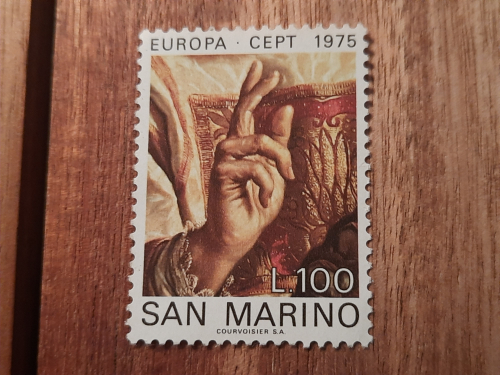 EUROPA · CEPT 1975
L.100
SAN MARINO
COURVOISIER S.A.